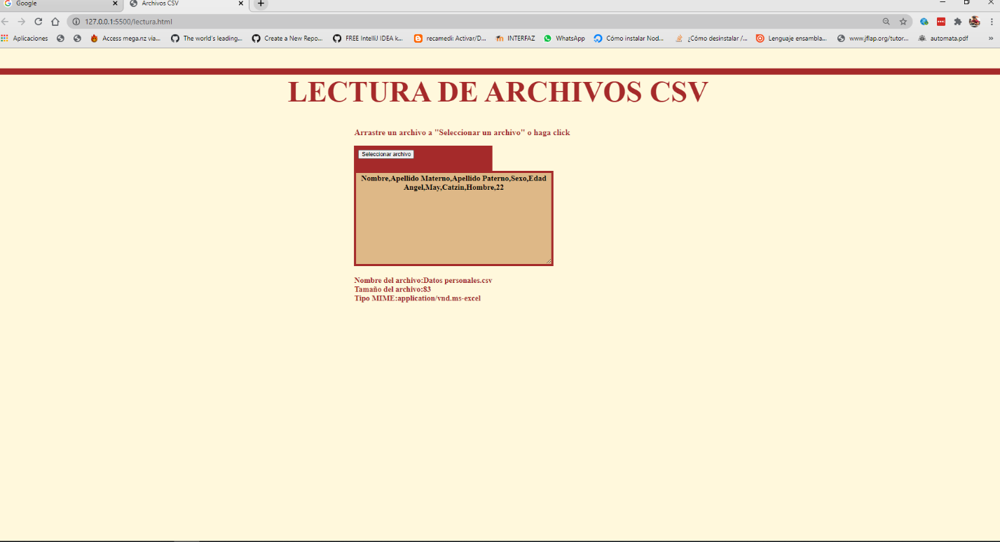 Google
Archivos CSV
127.0.0.1:5500/lectura.html
Aplicaciones
Access mega.nz via...
The world's leading...
Create a New Repo...
FREE IntelliJ IDEA k...
recamedi: Activar/D...
INTERFAZ
WhatsApp
Cómo instalar Nod...
¿Cómo desinstalar /...
Lenguaje ensambla...
www.jflap.org/tutor...
automata.pdf
»
LECTURA DE ARCHIVOS CSV
Arrastre un archivo a "Seleccionar un archivo" o haga click
Seleccionar archivo
Nombre,Apellido Materno,Apellido Paterno,Sexo,Edad
Angel,May,Catzin,Hombre,22
Nombre del archivo:Datos personales.csv
Tamaño del archivo:83
Tipo MIME:application/vnd.ms-excel